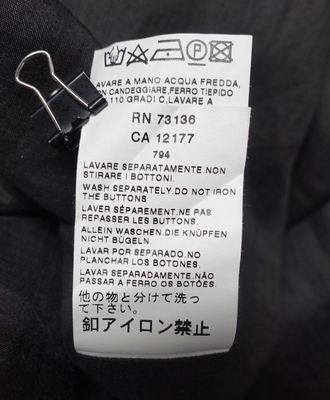 LAVARE A MANO ACQUA FREDDA,
NON CANDEGGIARE,FERRO TIEPIDO
110 GRADI C,LAVARE A
RN 73136
CA 12177
794
LAVARE SEPARATAMENTE.NON
STIRARE I BOTTONI.
WASH SEPARATELY.DO NOT IRON
THE BUTTONS
LAVER SÉPAREMENT.NE PAS
REPASSER LES BUTTONS.
ALLEIN WASCHEN.DIE KNÜPFEN
NICHT BÜGELN.
LAVAR POR SEPARADO.NO
PLANCHAR LOS BOTONES.
LAVAR SEPARADAMENTE.NÃO
PASSAR A FERRO OS BOTÕES.
他の物と分けて洗っ
て下さい。
釦アイロン禁止